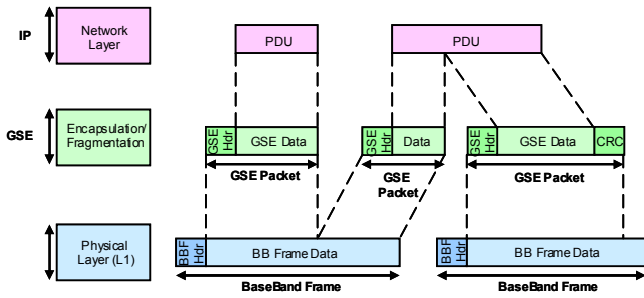 IP
Network
Layer
PDU
PDU
GSE
Encapsulation/
Fragmentation
GSE
Hdr
GSE Data
GSE
Hdr
Data
GSE
Hdr
GSE Data
CRC
GSE Packet
GSE
Packet
GSE Packet
Physical
Layer (L1)
BBF
Hdr
BB Frame Data
BBF
Hdr
BB Frame Data
BaseBand Frame
BaseBand Frame